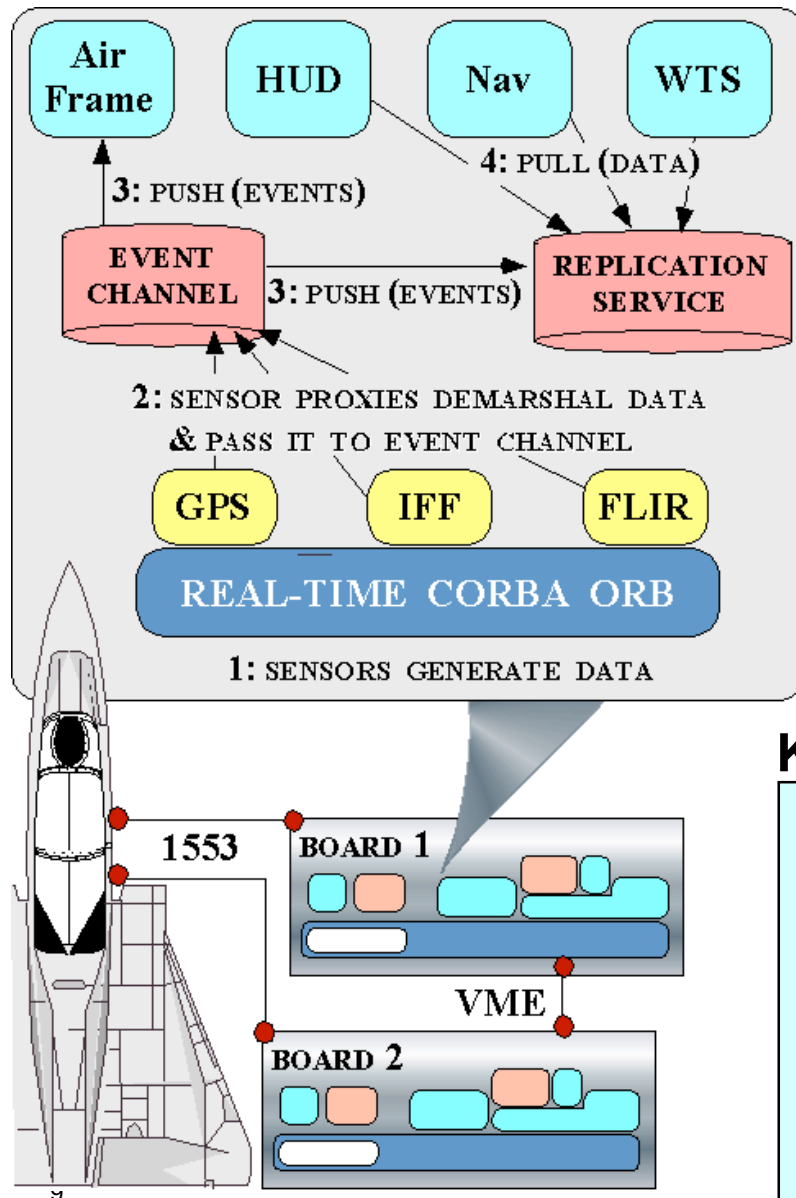 Air
Frame
HUD
Nav
WTS
4: PULL (DATA)
3: PUSH (EVENTS)
EVENT
CHANNEL
3: PUSH (EVENTS)
REPLICATION
SERVICE
2: SENSOR PROXIES DEMARSHAL DATA
& PASS IT TO EVENT CHANNEL
GPS
IFF
FLIR
REAL-TIME CORBA ORB
1: SENSORS GENERATE DATA
K
1553
BOARD 1
VME
BOARD 2
g